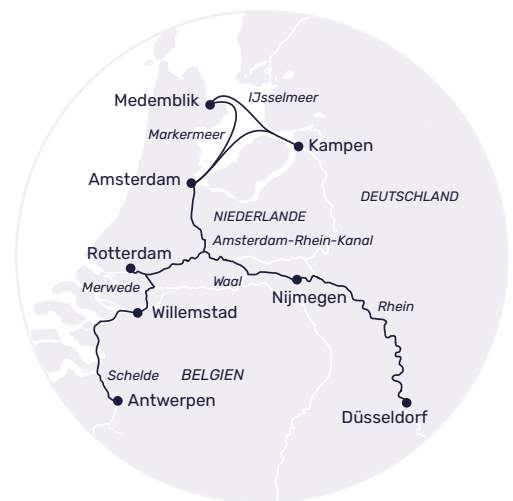 Medemblik
IJsselmeer
Markermeer
Kampen
Amsterdam
DEUTSCHLAND
NIEDERLANDE
Amsterdam-Rhein-Kanal
Rotterdam
Merwede
Waal
Nijmegen
Willemstad
Rhein
Schelde
BELGIEN
Antwerpen
Düsseldorf